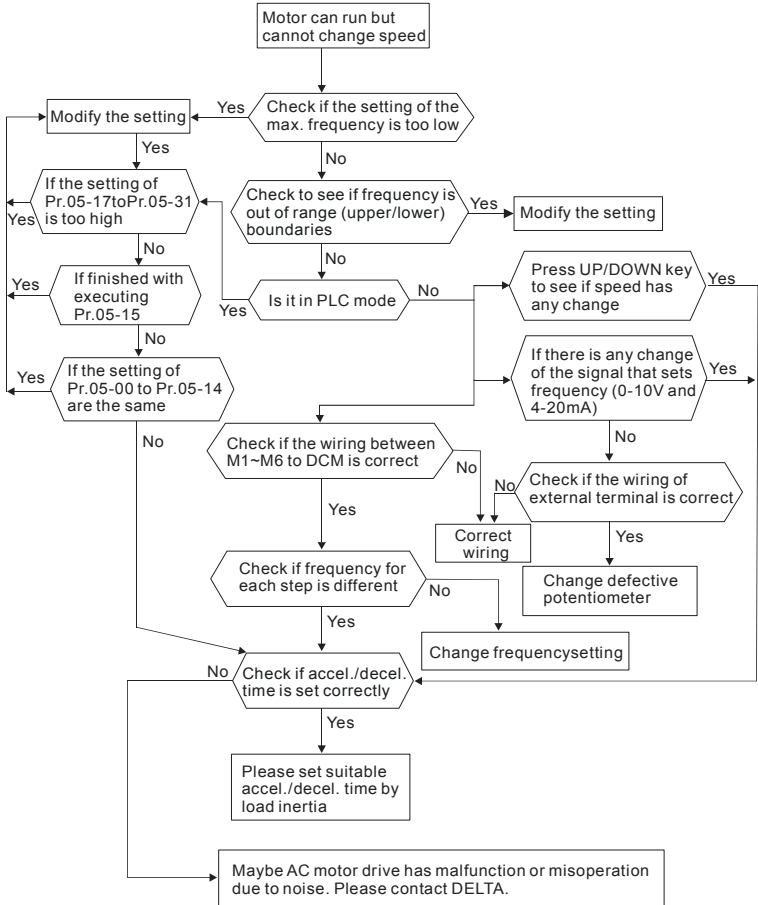 Motor can run but
cannot change speed
Yes
Check if the setting of the
max. frequency is too low
Modify the setting
Yes
No
If the setting of
Pr.05-17toPr.05-31
is too high
Yes
Check to see if frequency is
out of range (upper/lower)
boundaries
Yes
Modify the setting
No
No
If finished with
executing
Pr.05-15
Yes
Is it in PLC mode
Yes
No
Press UP/DOWN key
to see if speed has
any change
Yes
No
If the setting of
Pr.05-00 to Pr.05-14
are the same
Yes
If there is any change
of the signal that sets
frequency (0-10V and
4-20mA)
Yes
No
No
Check if the wiring between
M1~M6 to DCM is correct
No
Check if the wiring of
external terminal is correct
No
Yes
Correct
wiring
Yes
Change defective
potentiometer
Check if frequency for
each step is different
No
Yes
Change frequencysetting
No
Check if accel./decel.
time is set correctly
Yes
Please set suitable
accel./decel. time by
load inertia
Maybe AC motor drive has malfunction or misoperation
due to noise. Please contact DELTA.